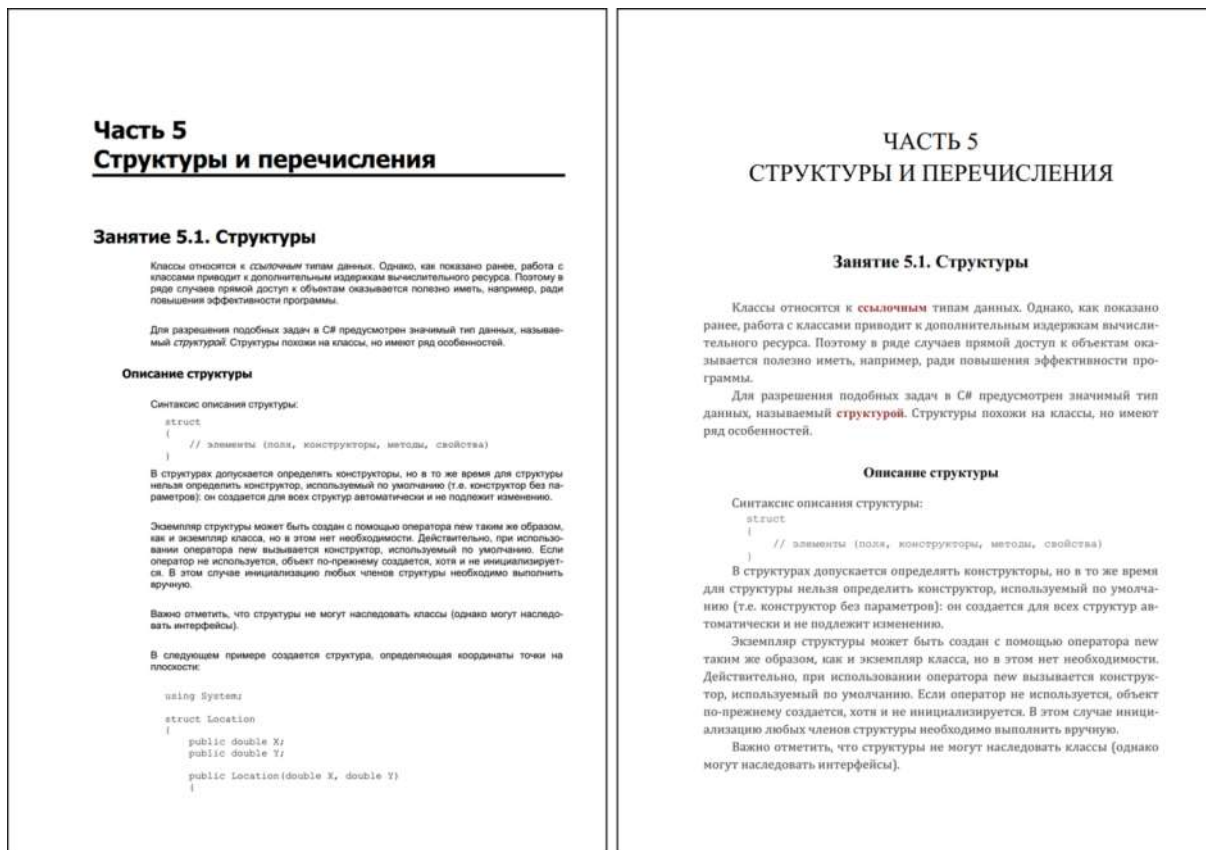 Часть 5
Структуры и перечисления
Занятие 5.1. Структуры
Классы относятся к ссылочным типам данных. Однако, как показано ранее, работа с
классами приводит к дополнительным издержкам вычислительного ресурса. Поэтому в
ряде случаев прямой доступ к объектам оказывается полезно иметь, например, ради
повышения эффективности программы.
Для разрешения подобных задач в C# предусмотрен значимый тип данных, называе-
мый структурой. Структуры похожи на классы, но имеют ряд особенностей.
Описание структуры
Синтаксис описания структуры:
struct
{
// элементы (поля, конструкторы, методы, свойства)
}
В структурах допускается определять конструкторы, но в то же время для структуры
нельзя определить конструктор, используемый по умолчанию (т.е. конструктор без па-
раметров): он создается для всех структур автоматически и не подлежит изменению.
Экземпляр структуры может быть создан с помощью оператора new таким же образом,
как и экземпляр класса, но в этом нет необходимости. Действительно, при использо-
вании оператора new вызывается конструктор, используемый по умолчанию. Если
оператор не используется, объект по-прежнему создается, хотя и не инициализирует-
ся. В этом случае инициализацию любых членов структуры необходимо выполнить
вручную.
Важно отметить, что структуры не могут наследовать классы (однако могут наследо-
вать интерфейсы).
В следующем примере создается структура, определяющая координаты точки на
плоскости:
using System;
struct Location
{
public double X;
public double Y;
public Location(double X, double Y)
{
ЧАСТЬ 5
СТРУКТУРЫ И ПЕРЕЧИСЛЕНИЯ
Занятие 5.1. Структуры
Классы относятся к ссылочным типам данных. Однако, как показано
ранее, работа с классами приводит к дополнительным издержкам вычисли-
тельного ресурса. Поэтому в ряде случаев прямой доступ к объектам ока-
зывается полезно иметь, например, ради повышения эффективности про-
граммы.
Для разрешения подобных задач в C# предусмотрен значимый тип
данных, называемый структурой. Структуры похожи на классы, но имеют
ряд особенностей.
Описание структуры
Синтаксис описания структуры:
struct
{
// элементы (поля, конструкторы, методы, свойства)
}
В структурах допускается определять конструкторы, но в то же время
для структуры нельзя определить конструктор, используемый по умолча-
нию (т.е. конструктор без параметров): он создается для всех структур ав-
томатически и не подлежит изменению.
Экземпляр структуры может быть создан с помощью оператора new
таким же образом, как и экземпляр класса, но в этом нет необходимости.
Действительно, при использовании оператора new вызывается конструк-
тор, используемый по умолчанию. Если оператор не используется, объект
по-прежнему создается, хотя и не инициализируется. В этом случае иници-
ализацию любых членов структуры необходимо выполнить вручную.
Важно отметить, что структуры не могут наследовать классы (однако
могут наследовать интерфейсы).